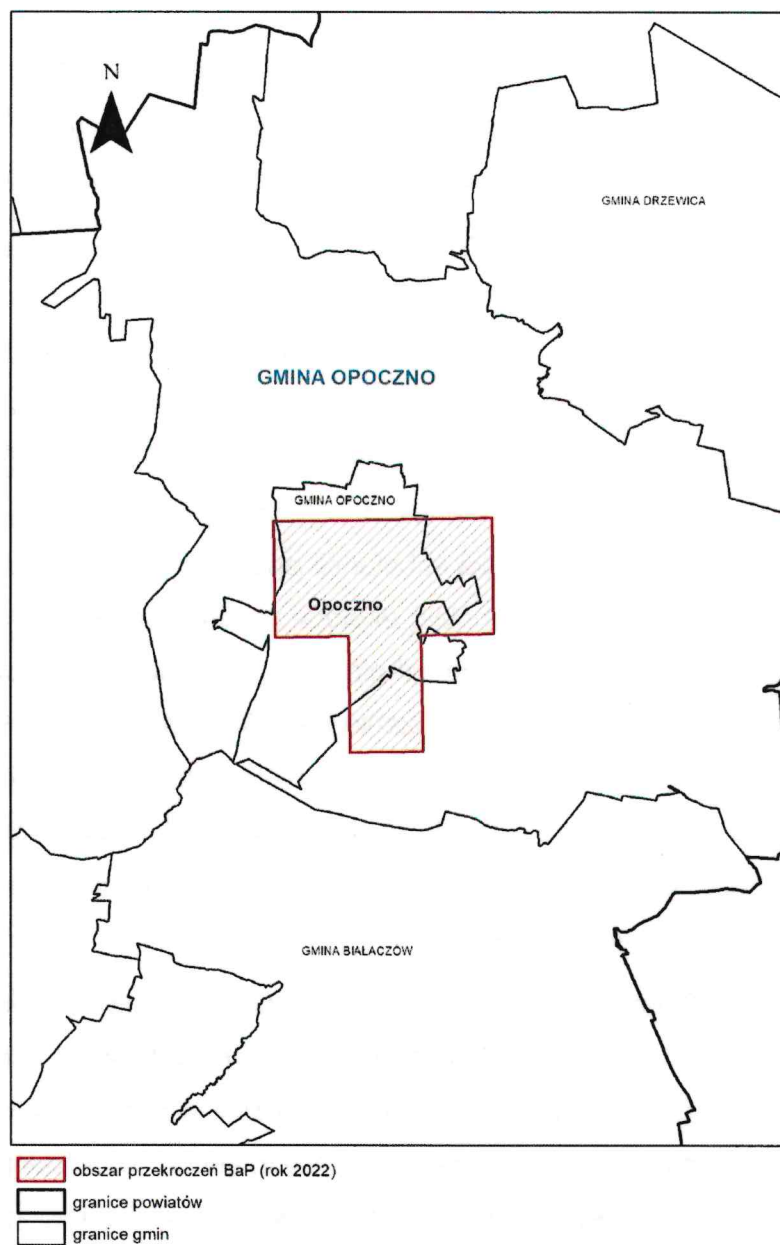 N
GMINA DRZEWICA
GMINA OPOCZNO
GMINA OPOCZNO
Opoczno
GMINA BIAŁACZÓW
obszar przekroczeń BaP (rok 2022)
granice powiatów
granice gmin